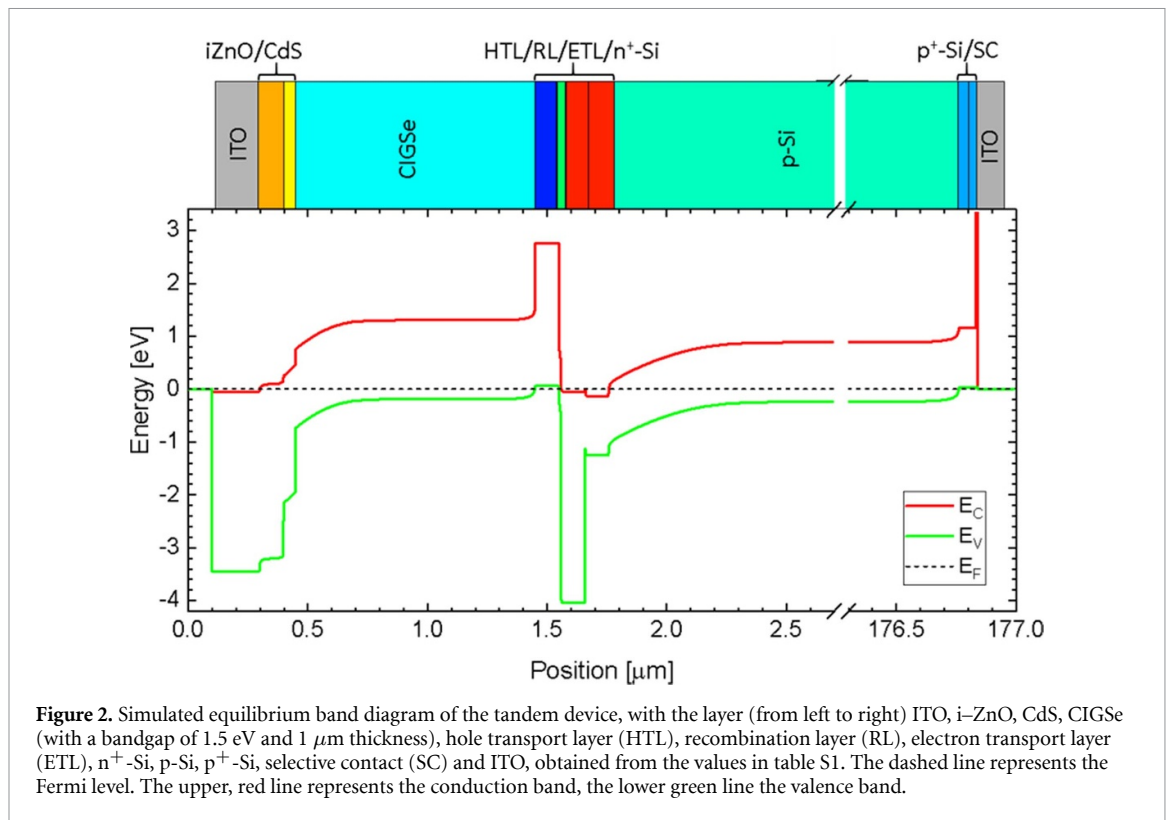 iZnO/CdS
HTL/RL/ETL/n⁺-Si
p⁺-Si/SC
ITO
CIGSe
p-Si
ITO
3
2
1
0
-1
-2
-3
-4
Energy [eV]
E_C
E_V
E_F
0.0 0.5 1.0 1.5 2.0 2.5 176.5 177.0
Position [μm]
Figure 2. Simulated equilibrium band diagram of the tandem device, with the layer (from left to right) ITO, i–ZnO, CdS, CIGSe
(with a bandgap of 1.5 eV and 1 μm thickness), hole transport layer (HTL), recombination layer (RL), electron transport layer
(ETL), n⁺-Si, p-Si, p⁺-Si, selective contact (SC) and ITO, obtained from the values in table S1. The dashed line represents the
Fermi level. The upper, red line represents the conduction band, the lower green line the valence band.